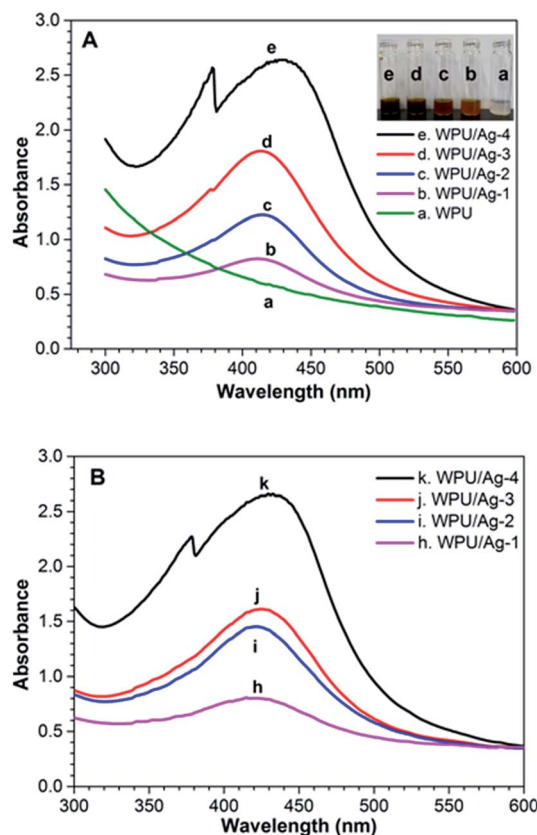 A
e
e d c b a
3.0
2.5
2.0
1.5
1.0
0.5
0.0
Absorbance
d
c
b
a
e. WPU/Ag-4
d. WPU/Ag-3
c. WPU/Ag-2
b. WPU/Ag-1
a. WPU
300 350 400 450 500 550 600
Wavelength (nm)
B
k
3.0
2.5
2.0
1.5
1.0
0.5
0.0
Absorbance
j
i
h
k. WPU/Ag-4
j. WPU/Ag-3
i. WPU/Ag-2
h. WPU/Ag-1
300 350 400 450 500 550 600
Wavelength (nm)